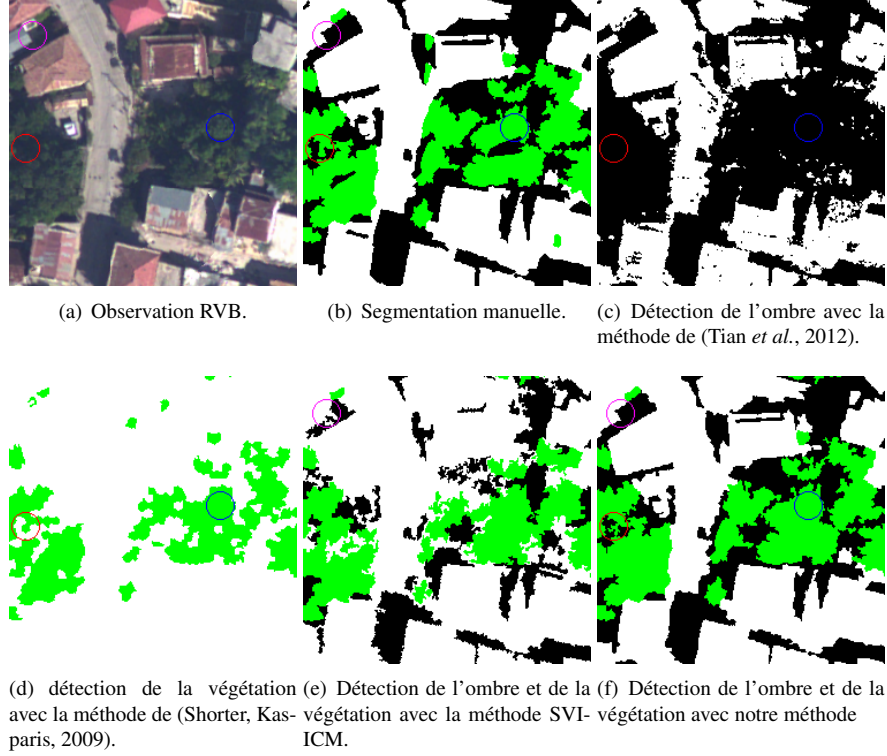 (a) Observation RVB.
(b) Segmentation manuelle.
(c) Détection de l'ombre avec la
méthode de (Tian et al., 2012).
(d) détection de la végétation
avec la méthode de (Shorter, Kas-
paris, 2009).
(e) Détection de l'ombre et de la
végétation avec la méthode SVI-
ICM.
(f) Détection de l'ombre et de la
végétation avec notre méthode